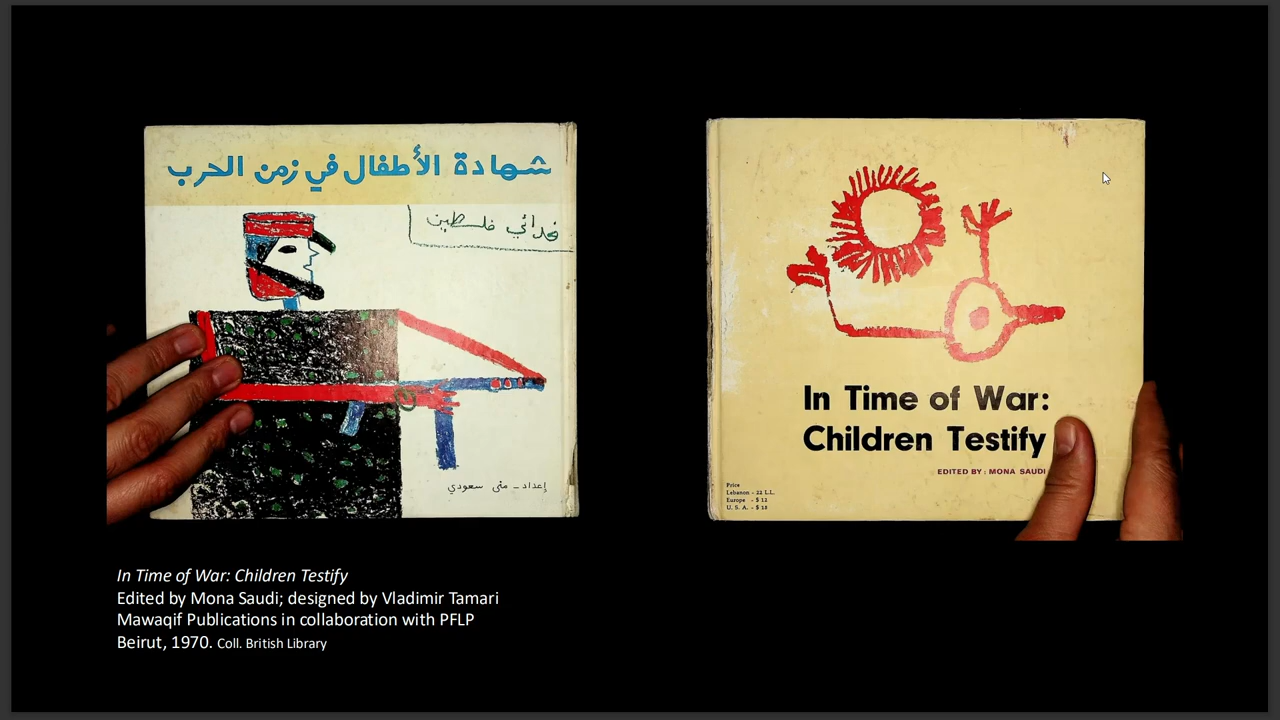 شهادة الأطفال في زمن الحرب
فدائي فلسطين
إعداد ـ منى سعودي
In Time of War:
Children Testify
EDITED BY : MONA SAUDI
Price
Lebanon - 22 L.L.
Europe - $ 12
U. S. A. - $ 10
In Time of War: Children Testify
Edited by Mona Saudi; designed by Vladimir Tamari
Mawaqif Publications in collaboration with PFLP
Beirut, 1970. Coll. British Library